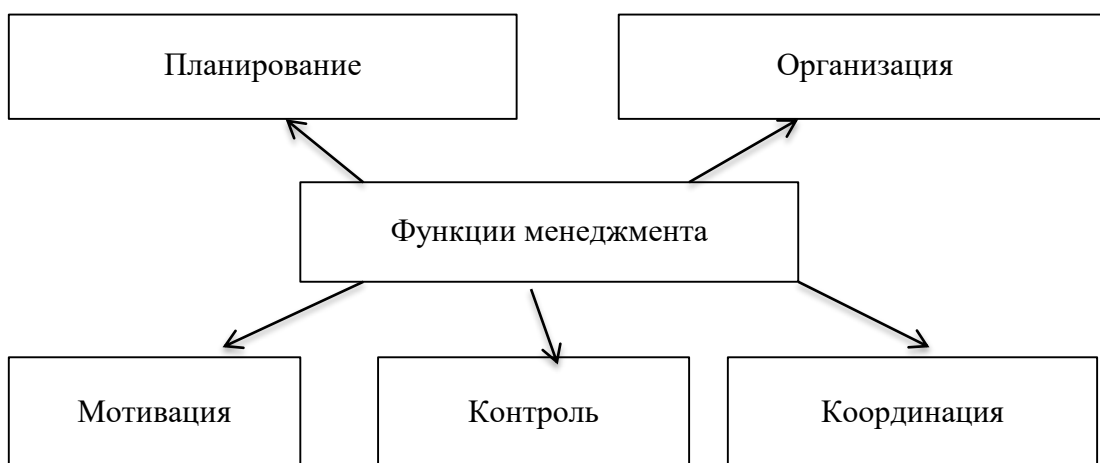 Планирование
Организация
Функции менеджмента
Мотивация
Контроль
Координация